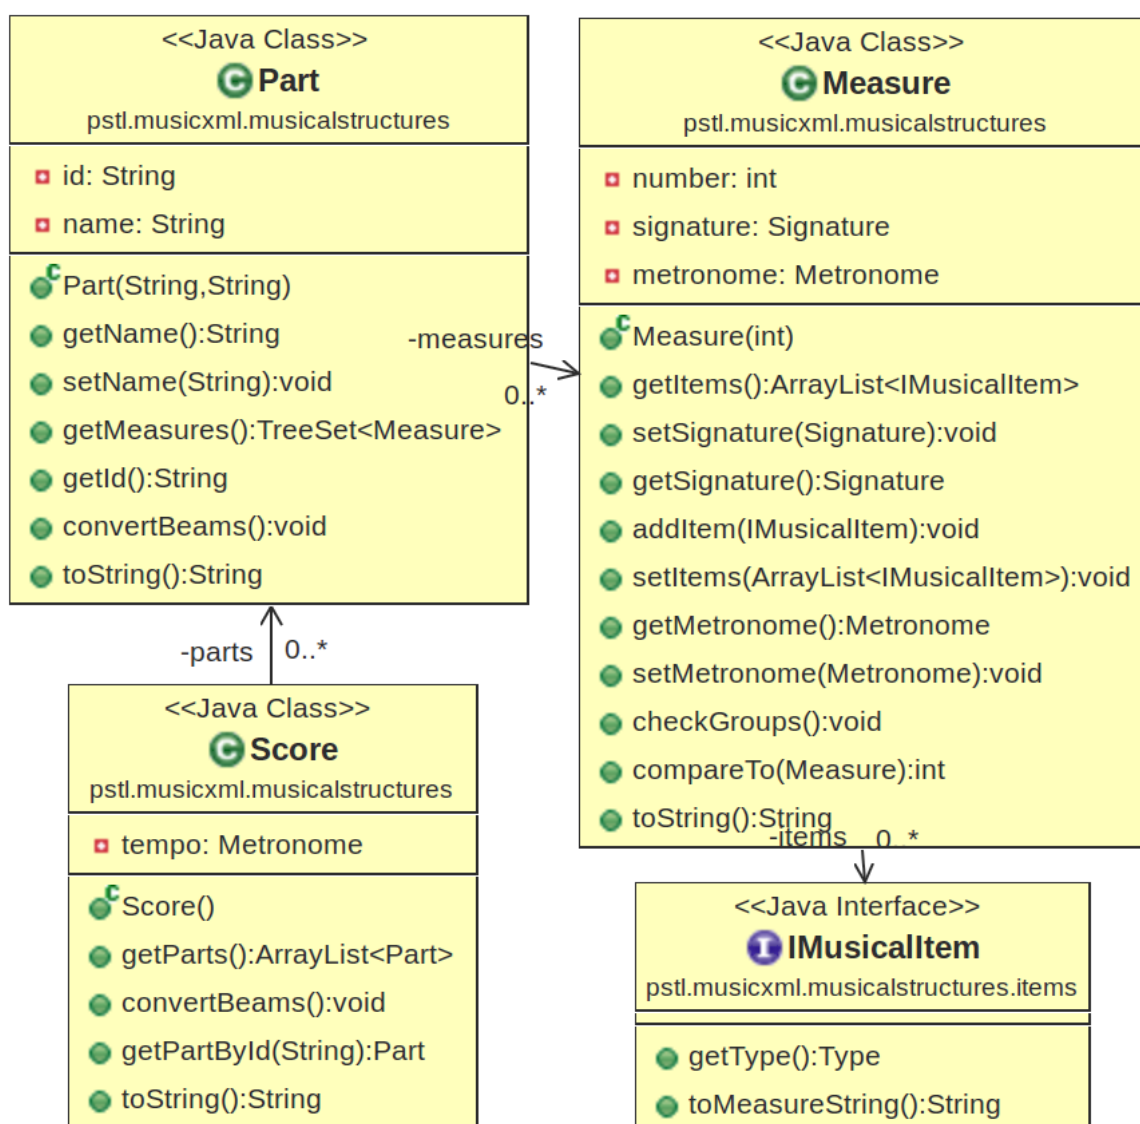 <<Java Class>>
Part
pstl.musicxml.musicalstructures
id: String
name: String
Part(String,String)
getName():String
setName(String):void
getMeasures():TreeSet<Measure>
getId():String
convertBeams():void
toString():String
-measures
0..*
<<Java Class>>
Measure
pstl.musicxml.musicalstructures
number: int
signature: Signature
metronome: Metronome
Measure(int)
getItems():ArrayList<IMusicalItem>
setSignature(Signature):void
getSignature():Signature
addItem(IMusicalItem):void
setItems(ArrayList<IMusicalItem>):void
getMetronome():Metronome
setMetronome(Metronome):void
checkGroups():void
compareTo(Measure):int
toString():String
-items 0..*
-parts 0..*
<<Java Class>>
Score
pstl.musicxml.musicalstructures
tempo: Metronome
Score()
getParts():ArrayList<Part>
convertBeams():void
getPartById(String):Part
toString():String
<<Java Interface>>
IMusicalItem
pstl.musicxml.musicalstructures.items
getType():Type
toMeasureString():String